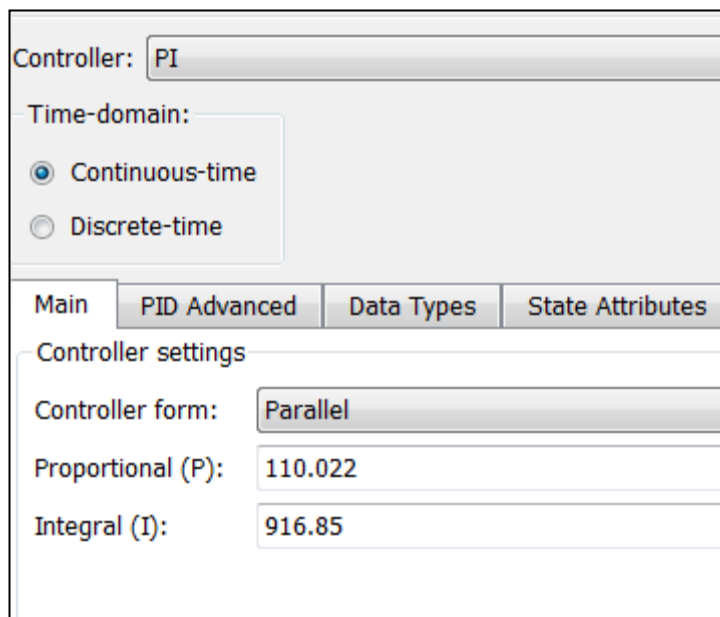 Controller: PI
Time-domain:
Continuous-time
Discrete-time
Main PID Advanced Data Types State Attributes
Controller settings
Controller form: Parallel
Proportional (P): 110.022
Integral (I): 916.85